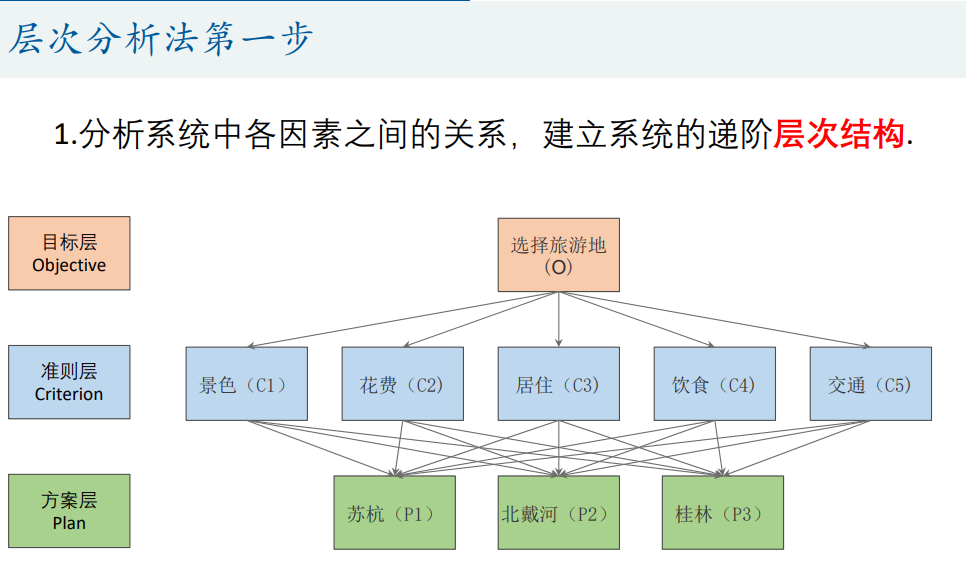 层次分析法第一步
1.分析系统中各因素之间的关系，建立系统的递阶层次结构.
目标层
Objective
选择旅游地
（O）
准则层
Criterion
景色（C1）
花费（C2）
居住（C3）
饮食（C4）
交通（C5）
方案层
Plan
苏杭（P1）
北戴河（P2）
桂林（P3）